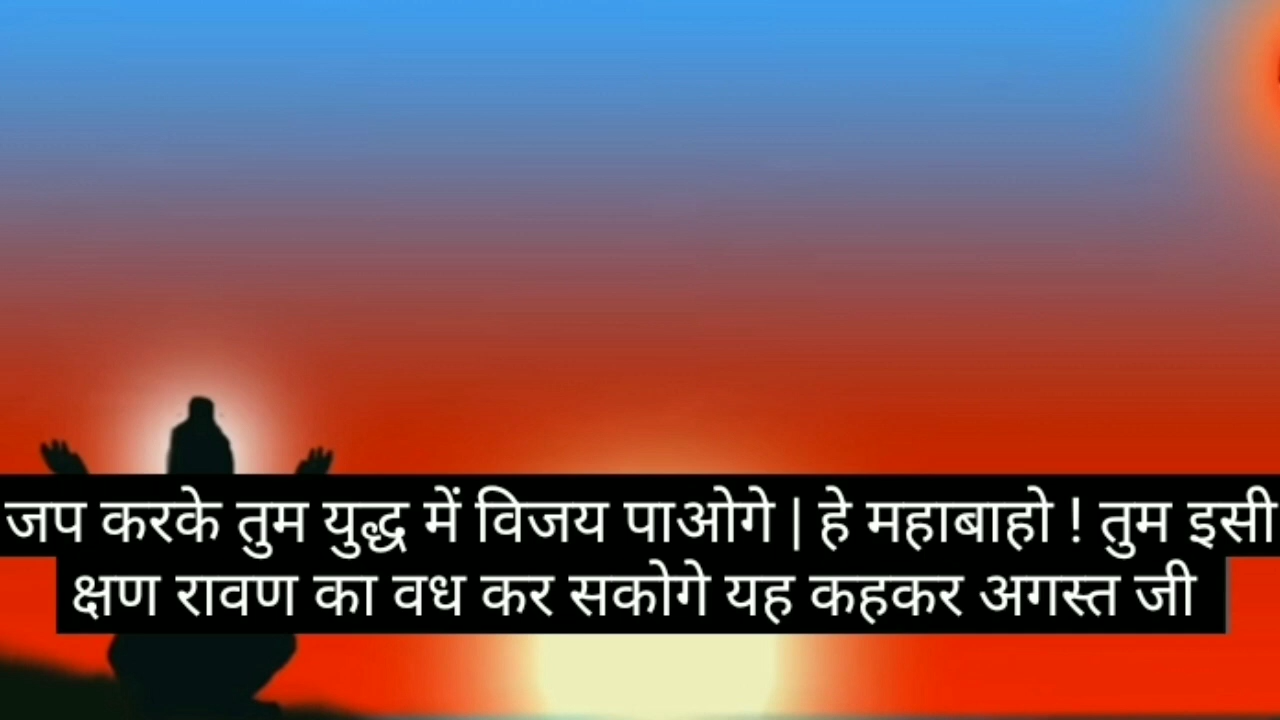 जप करके तुम युद्ध में विजय पाओगे | हे महाबाहो ! तुम इसी
क्षण रावण का वध कर सकोगे यह कहकर अगस्त जी